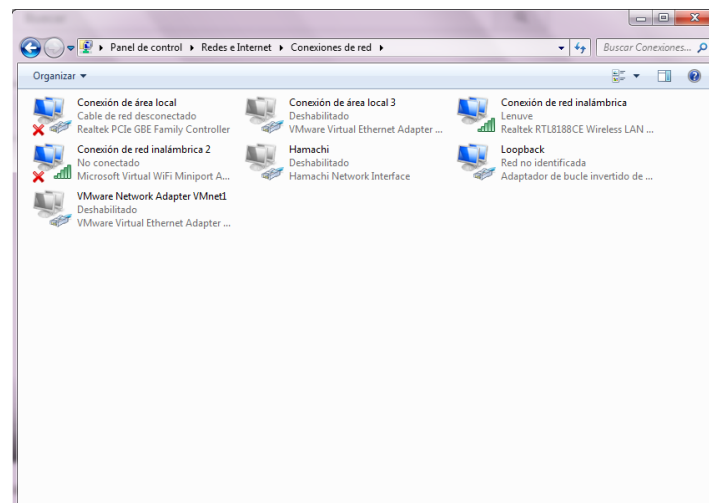 Panel de control ▸ Redes e Internet ▸ Conexiones de red ▸
Buscar Conexiones...
Organizar
Conexión de área local
Cable de red desconectado
Realtek PCIe GBE Family Controller
Conexión de área local 3
Deshabilitado
VMware Virtual Ethernet Adapter ...
Conexión de red inalámbrica
Lenuve
Realtek RTL8188CE Wireless LAN ...
Conexión de red inalámbrica 2
No conectado
Microsoft Virtual WiFi Miniport A...
Hamachi
Deshabilitado
Hamachi Network Interface
Loopback
Red no identificada
Adaptador de bucle invertido de ...
VMware Network Adapter VMnet1
Deshabilitado
VMware Virtual Ethernet Adapter ...